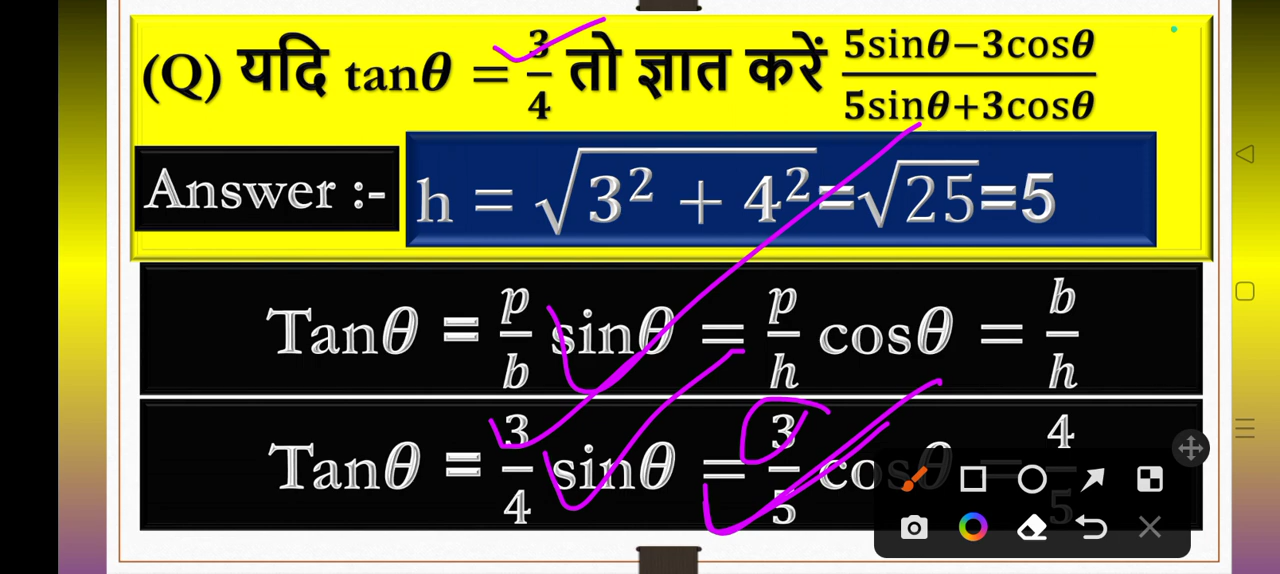 (Q) यदि tanθ = 3/4 तो ज्ञात करें (5sinθ−3cosθ)/(5sinθ+3cosθ)
Answer :- h = √(3² + 4²)=√25=5
Tanθ = p/b sinθ = p/h cosθ = b/h
Tanθ = 3/4 sinθ = 3/5 cosθ = 4/5